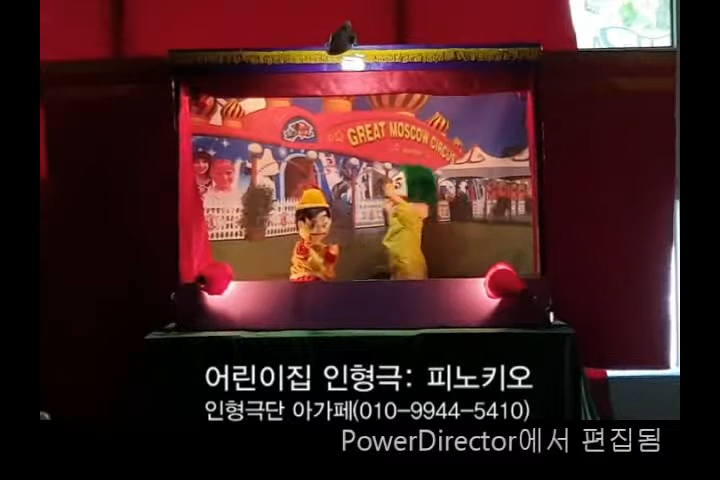 GREAT MOSCOW CIRCUS
어린이집 인형극: 피노키오
인형극단 아가페(010-9944-5410)
PowerDirector에서 편집됨